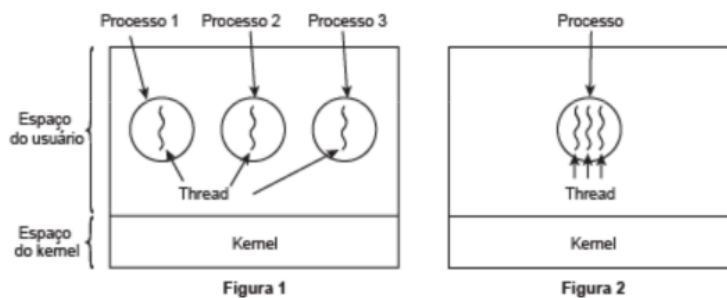 Processo 1 Processo 2 Processo 3
Processo
Espaço
do usuário
Thread
Thread
Espaço
do kernel
Kernel
Kernel
Figura 1
Figura 2